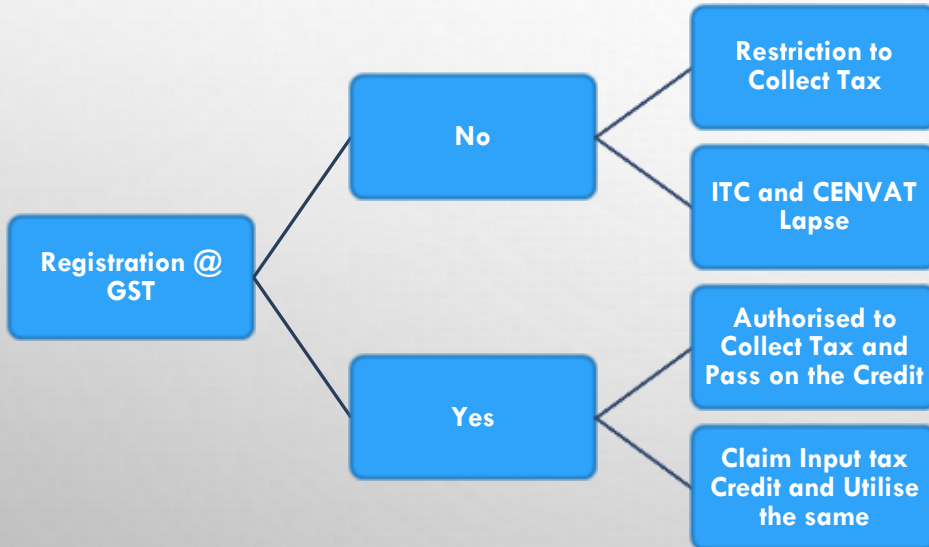 Registration @
GST
No
Restriction to
Collect Tax
ITC and CENVAT
Lapse
Yes
Authorised to
Collect Tax and
Pass on the Credit
Claim Input tax
Credit and Utilise
the same